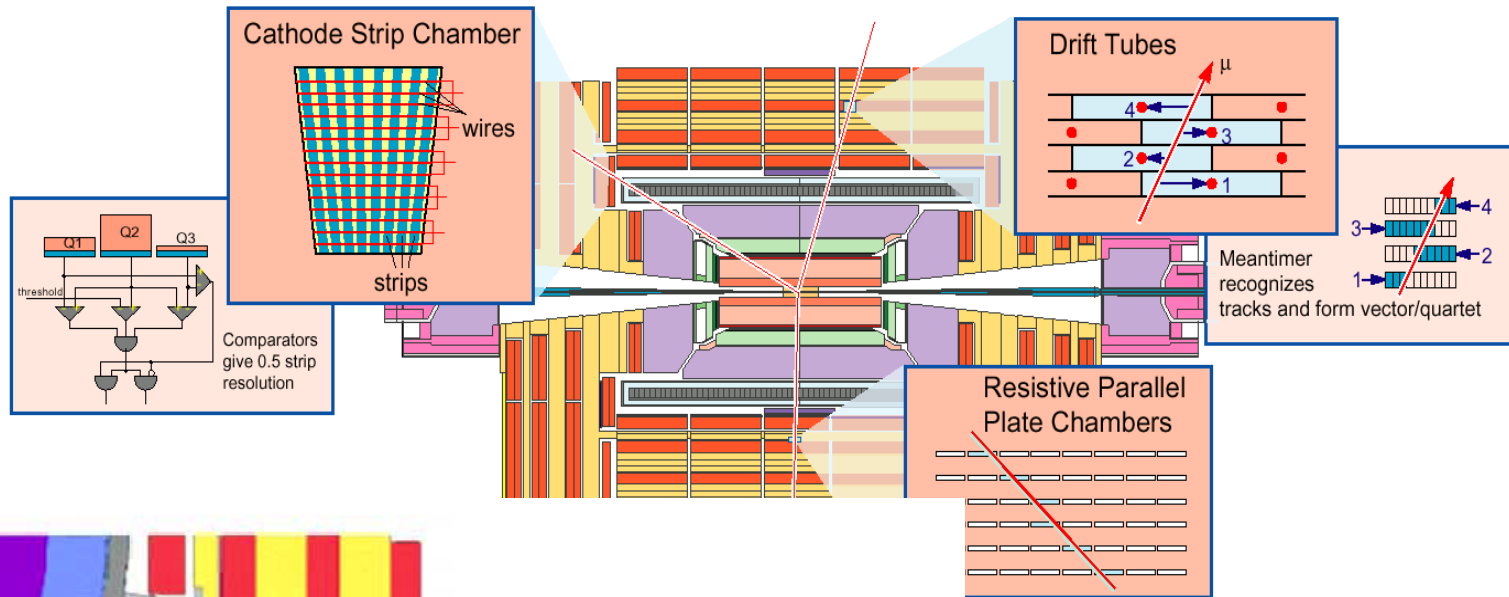 Cathode Strip Chamber
wires
strips
Q1
Q2
Q3
threshold
Comparators
give 0.5 strip
resolution
Drift Tubes
μ
4
3
2
1
4
3
2
1
Meantimer
recognizes
tracks and form vector/quartet
Resistive Parallel
Plate Chambers